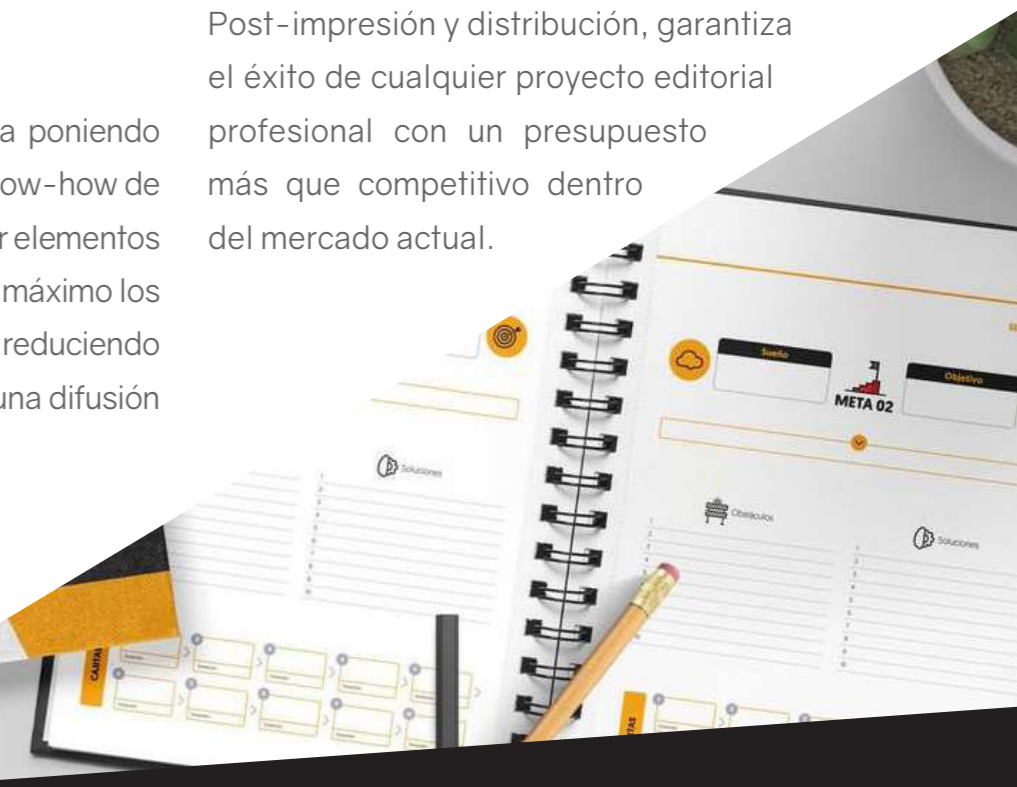 a poniendo
ow-how de
r elementos
máximo los
reduciendo
una difusión
Post-impresión y distribución, garantiza
el éxito de cualquier proyecto editorial
profesional con un presupuesto
más que competitivo dentro
del mercado actual.
Soluciones
Sueño
META 02
Objetivo
Obstáculos
Soluciones